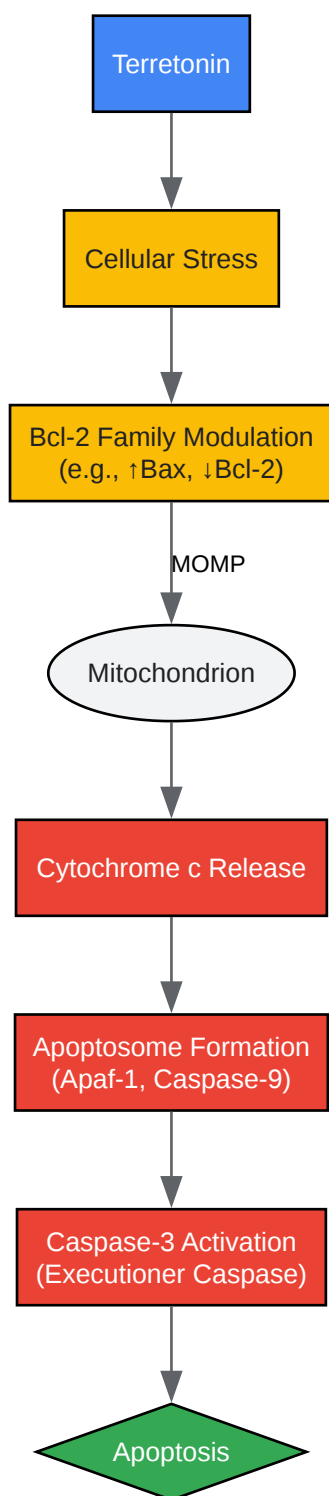 Terretonin
Cellular Stress
Bcl-2 Family Modulation
(e.g., ↑Bax, ↓Bcl-2)
MOMP
Mitochondrion
Cytochrome c Release
Apoptosome Formation
(Apaf-1, Caspase-9)
Caspase-3 Activation
(Executioner Caspase)
Apoptosis